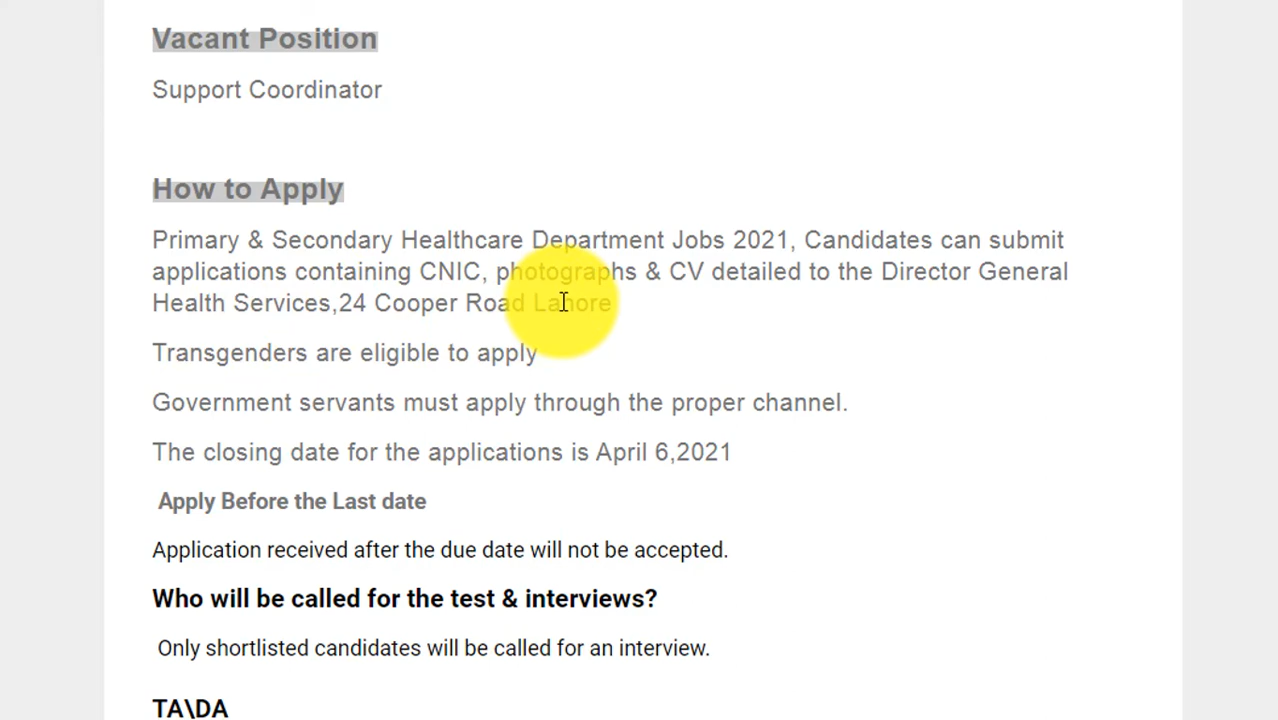 Vacant Position
Support Coordinator
How to Apply
Primary & Secondary Healthcare Department Jobs 2021, Candidates can submit
applications containing CNIC, photographs & CV detailed to the Director General
Health Services,24 Cooper Road Lahore
Transgenders are eligible to apply
Government servants must apply through the proper channel.
The closing date for the applications is April 6,2021
Apply Before the Last date
Application received after the due date will not be accepted.
Who will be called for the test & interviews?
Only shortlisted candidates will be called for an interview.
TA\DA